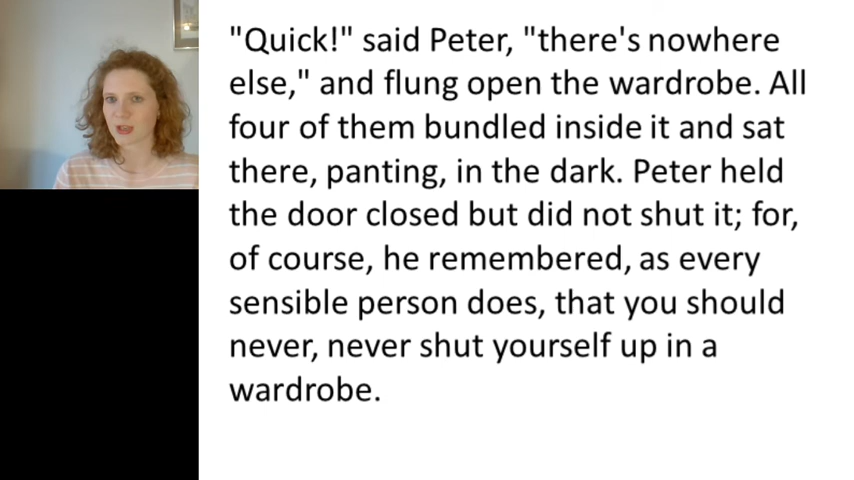 "Quick!" said Peter, "there's nowhere
else," and flung open the wardrobe. All
four of them bundled inside it and sat
there, panting, in the dark. Peter held
the door closed but did not shut it; for,
of course, he remembered, as every
sensible person does, that you should
never, never shut yourself up in a
wardrobe.